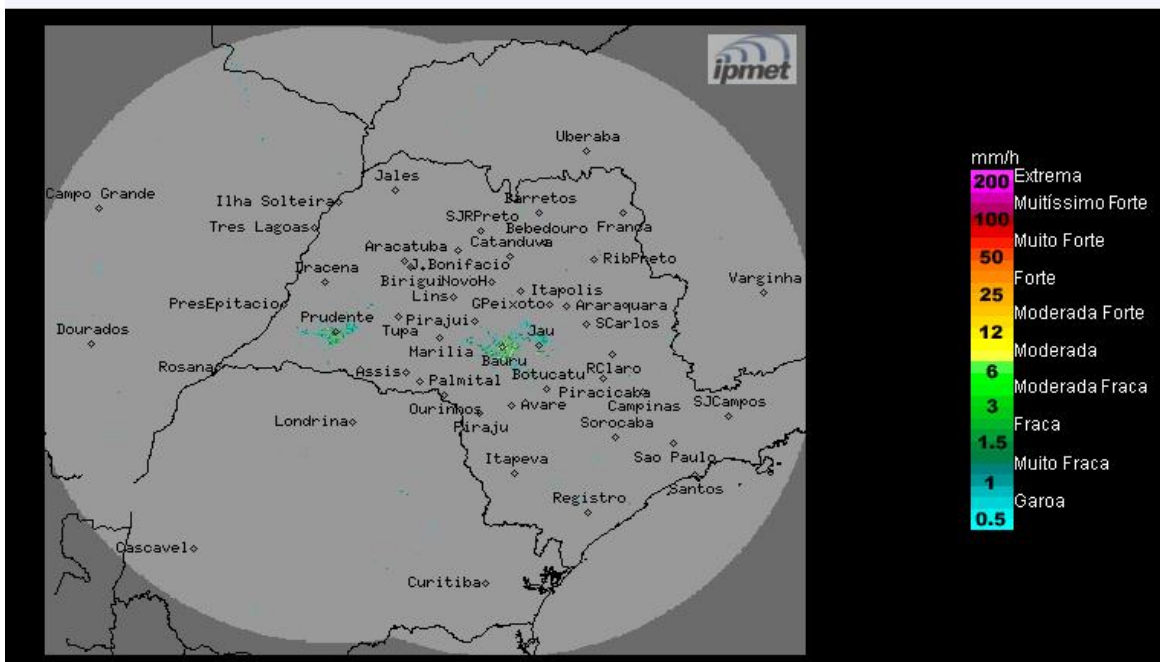 ipmet
Uberaba
Jales
Campo Grande
Ilha Solteira
Barretos
SJRPreto
Tres Lagoas
Bebedouro
Franca
Aracatuba
Catanduva
J.Bonifacio
RibPreto
Dracena
Birigui
NovoH
Itapolis
Varginha
Lins
GPeixoto
Araraquara
PresEpitacio
Prudente
Pirajui
SCarlos
Dourados
Tupa
Jau
Marilia
Bauru
Rosana
Assis
RClaro
Palmital
Botucatu
Piracicaba
Ourinhos
Avare
Campinas
SJCampos
Londrina
Piraju
Sorocaba
Itapeva
Sao Paulo
Registro
Santos
Cascavel
Curitiba
mm/h
200 Extrema
Muitíssimo Forte
100
Muito Forte
50
Forte
25
Moderada Forte
12
Moderada
6
Moderada Fraca
3
Fraca
1.5
Muito Fraca
1
Garoa
0.5